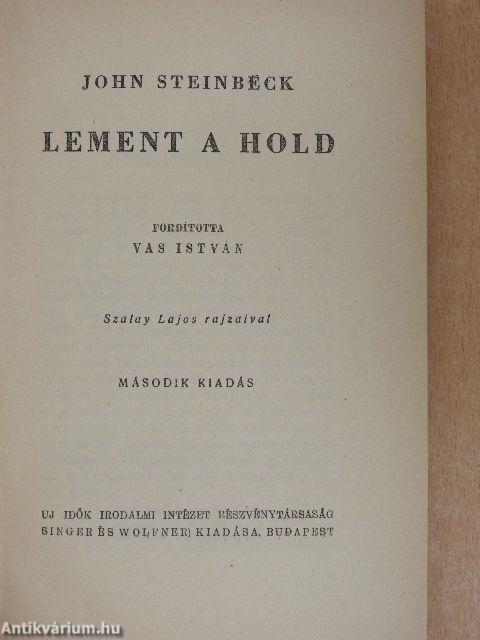 JOHN STEINBECK
LEMENT A HOLD
FORDÍTOTTA
VAS ISTVÁN
Szalay Lajos rajzaival
MÁSODIK KIADÁS
UJ IDŐK IRODALMI INTÉZET RÉSZVÉNYTÁRSASÁG
SINGER ÉS WOLFNER) KIADÁSA, BUDAPEST
Antikvárium.hu